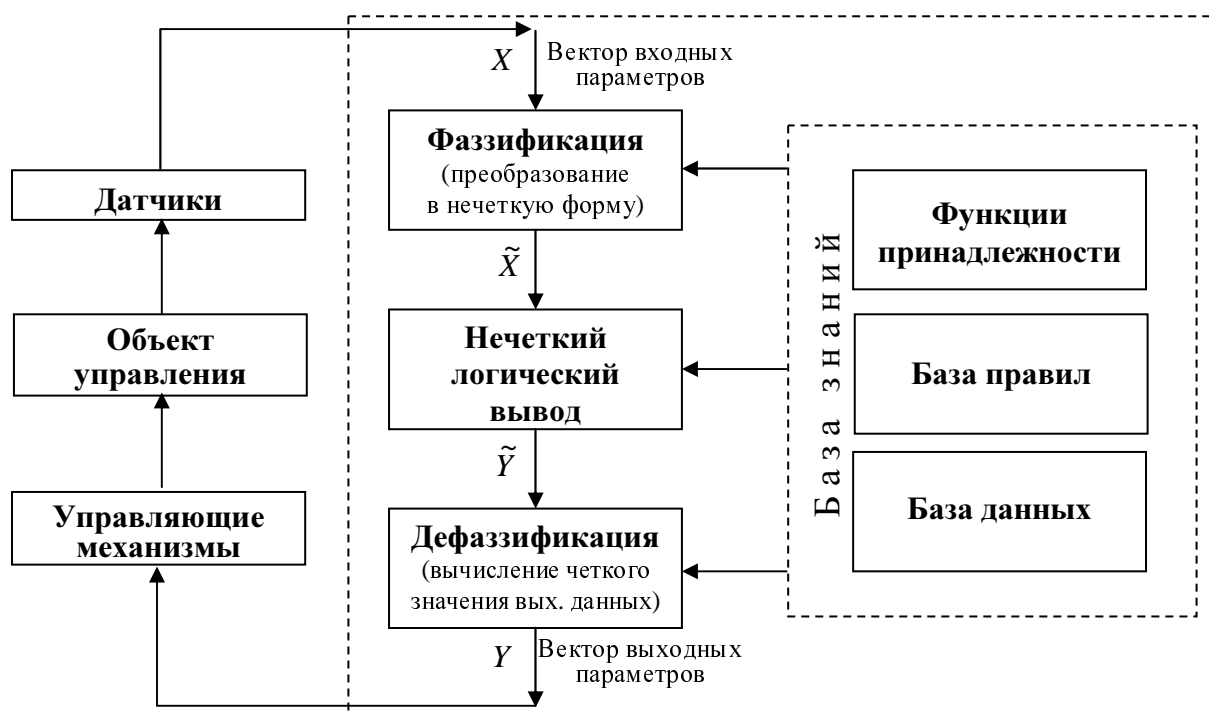 X
Вектор входных
параметров
Фаззификация
(преобразование
в нечеткую форму)
X̃
Нечеткий
логический
вывод
Ỹ
Дефаззификация
(вычисление четкого
значения вых. данных)
Y
Вектор выходных
параметров
Датчики
Объект
управления
Управляющие
механизмы
База знаний
Функции
принадлежности
База правил
База данных